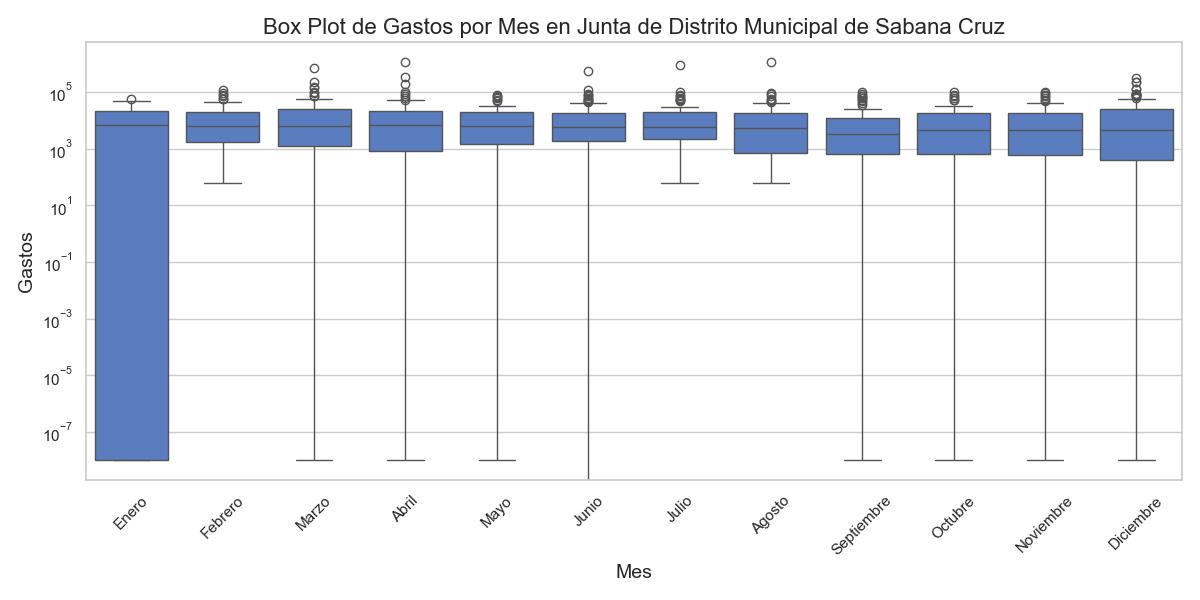 Box Plot de Gastos por Mes en Junta de Distrito Municipal de Sabana Cruz
Gastos
10^5
10^3
10^1
10^−1
10^−3
10^−5
10^−7
Enero
Febrero
Marzo
Abril
Mayo
Junio
Julio
Agosto
Septiembre
Octubre
Noviembre
Diciembre
Mes